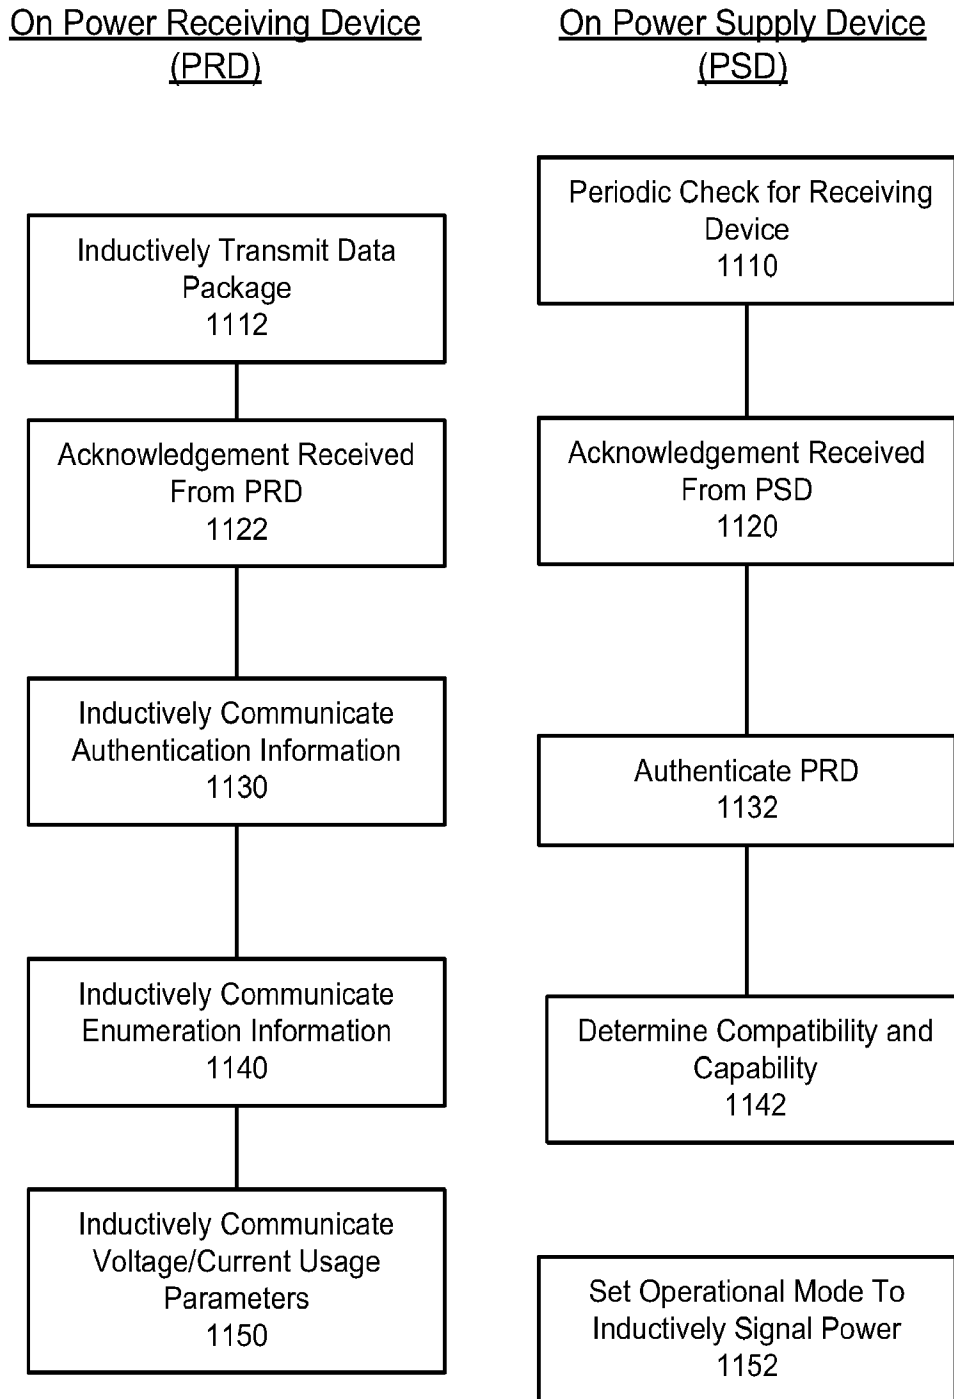 On Power Receiving Device
(PRD)
Inductively Transmit Data
Package
1112
Acknowledgement Received
From PRD
1122
Inductively Communicate
Authentication Information
1130
Inductively Communicate
Enumeration Information
1140
Inductively Communicate
Voltage/Current Usage
Parameters
1150
On Power Supply Device
(PSD)
Periodic Check for Receiving
Device
1110
Acknowledgement Received
From PSD
1120
Authenticate PRD
1132
Determine Compatibility and
Capability
1142
Set Operational Mode To
Inductively Signal Power
1152